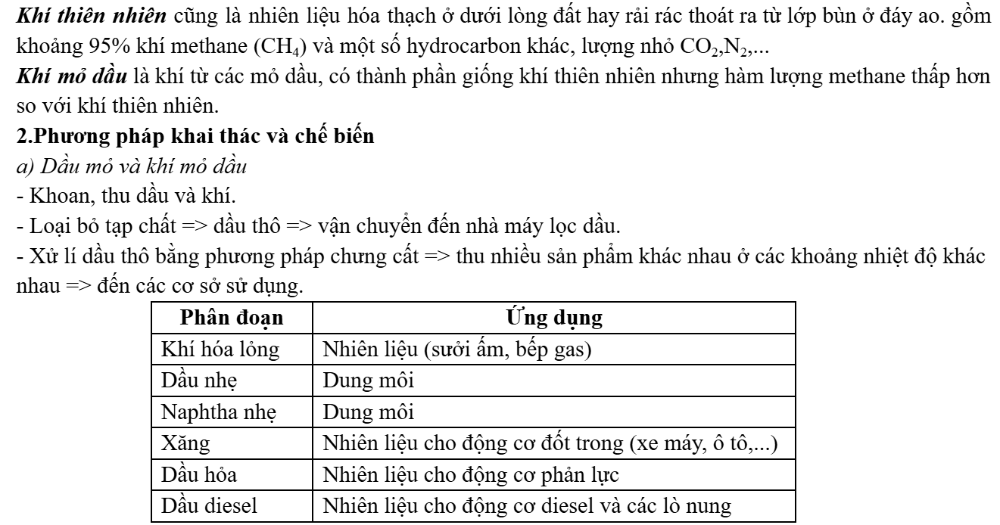 Khí thiên nhiên cũng là nhiên liệu hóa thạch ở dưới lòng đất hay rải rác thoát ra từ lớp bùn ở đáy ao. gồm
khoảng 95% khí methane (CH₄) và một số hydrocarbon khác, lượng nhỏ CO₂,N₂,...
Khí mỏ dầu là khí từ các mỏ dầu, có thành phần giống khí thiên nhiên nhưng hàm lượng methane thấp hơn
so với khí thiên nhiên.
2.Phương pháp khai thác và chế biến
a) Dầu mỏ và khí mỏ dầu
- Khoan, thu dầu và khí.
- Loại bỏ tạp chất => dầu thô => vận chuyển đến nhà máy lọc dầu.
- Xử lí dầu thô bằng phương pháp chưng cất => thu nhiều sản phẩm khác nhau ở các khoảng nhiệt độ khác
nhau => đến các cơ sở sử dụng.
Phân đoạn Ứng dụng
Khí hóa lỏng Nhiên liệu (sưởi ấm, bếp gas)
Dầu nhẹ Dung môi
Naphtha nhẹ Dung môi
Xăng Nhiên liệu cho động cơ đốt trong (xe máy, ô tô,...)
Dầu hỏa Nhiên liệu cho động cơ phản lực
Dầu diesel Nhiên liệu cho động cơ diesel và các lò nung